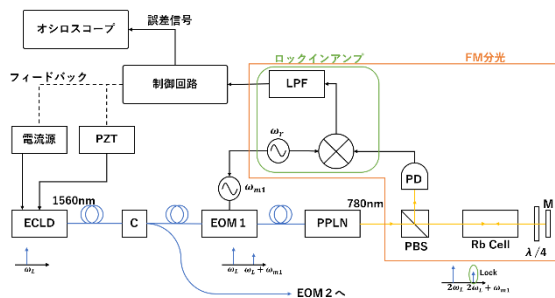 オシロスコープ
誤差信号
FM分光
ロックインアンプ
フィードバック
制御回路
LPF
電流源
PZT
ω_r
PD
ω_m1
1560nm
780nm
ECLD
C
EOM 1
PPLN
PBS
Rb Cell
M
λ/4
ω_L
ω_L ω_L + ω_m1
Lock
2ω_L 2ω_L + ω_m1
EOM2へ